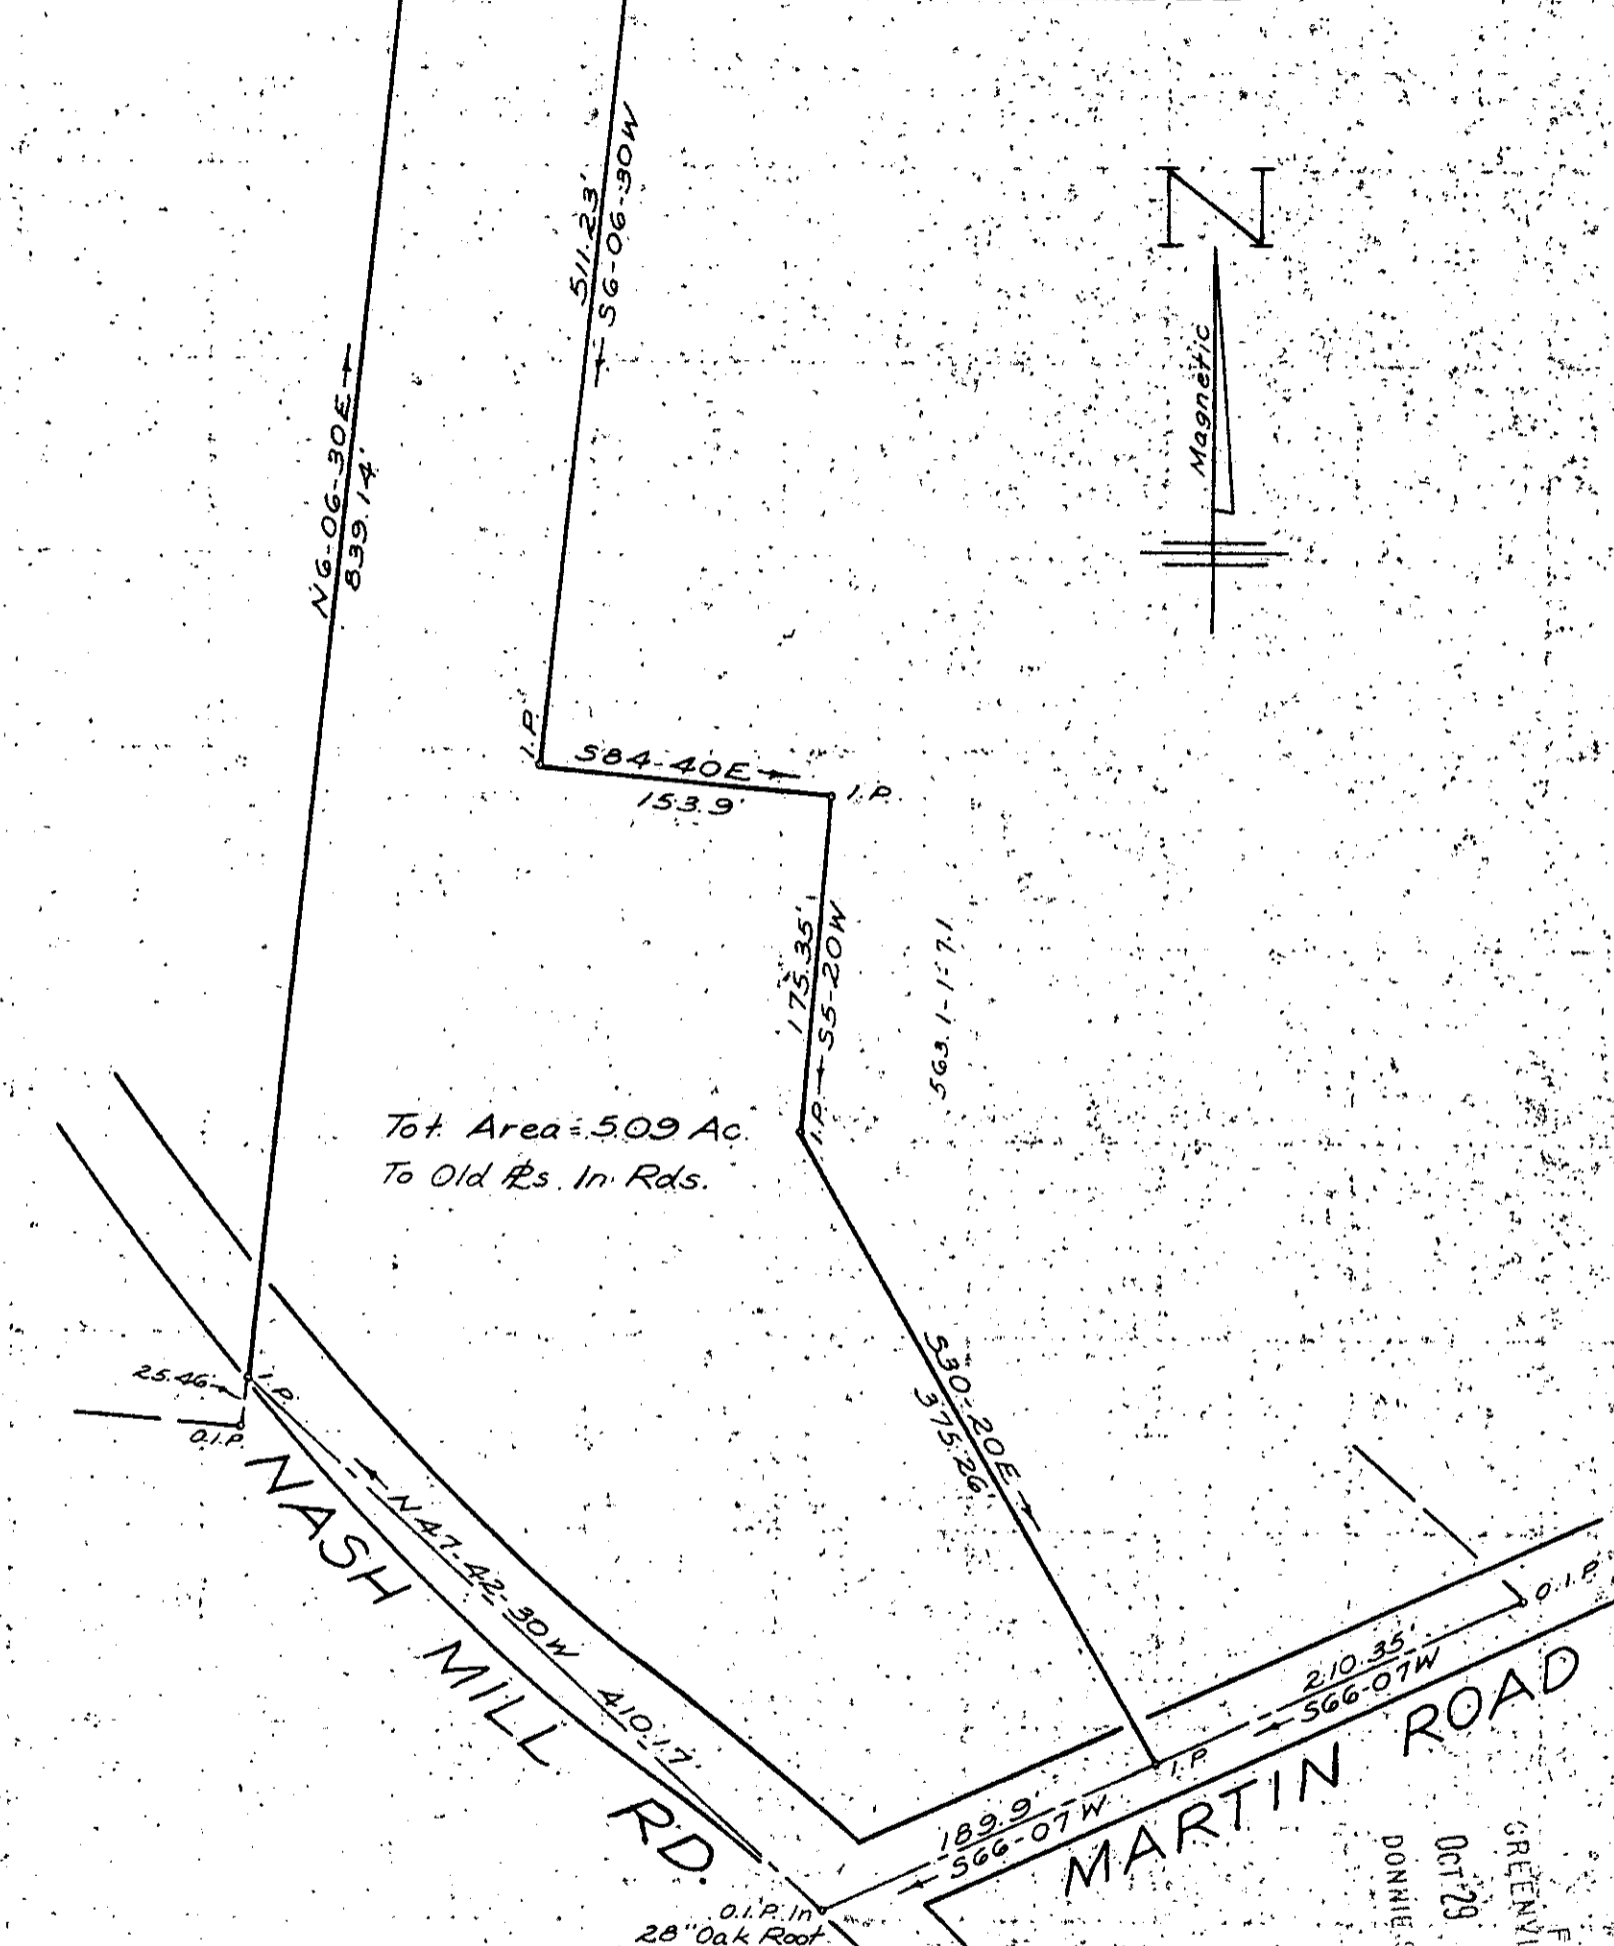 511.23'
S6-06-30W
N
Magnetic
N6-06-30E
839.14'
I.P.
S84-40E
153.9'
I.P.
175.35'
S5-20W
I.P.
563.1-1-7.1
Tot. Area = 5.09 Ac.
To Old ₧s. In Rds.
25.46
I.P.
O.I.P.
S30-20E
375.26'
N47-42-30W
410.17'
NASH MILL RD.
O.I.P.
210.35'
S66-07W
I.P.
189.9'
S66-07W
MARTIN ROAD
O.I.P. In
28" Oak Root
OCT 29
DONNIE